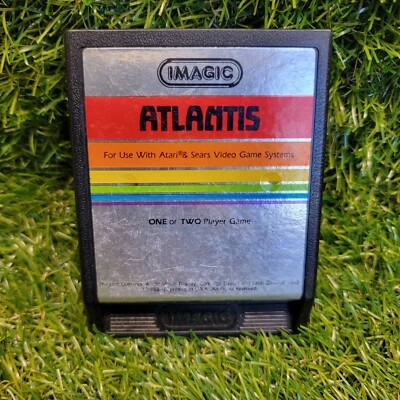 IMAGIC
ATLANTIS
For Use With Atari® & Sears Video Game Systems
ONE or TWO Player Game
IMAGIC